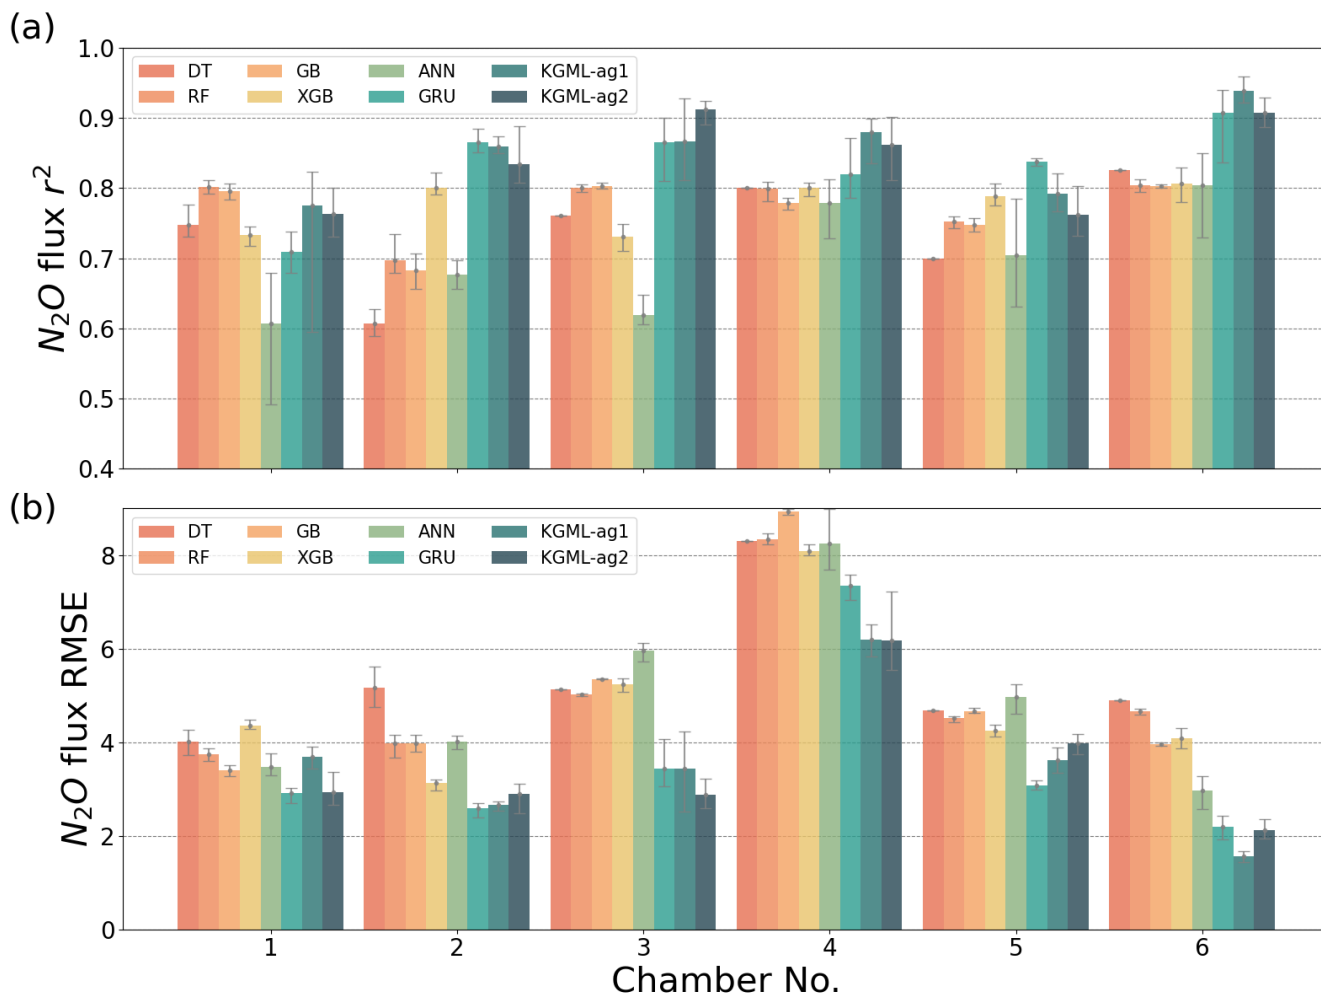 (a)
N₂O flux r²
1.0
0.9
0.8
0.7
0.6
0.5
0.4
DT GB ANN KGML-ag1
RF XGB GRU KGML-ag2
(b)
N₂O flux RMSE
8
6
4
2
0
DT GB ANN KGML-ag1
RF XGB GRU KGML-ag2
1 2 3 4 5 6
Chamber No.